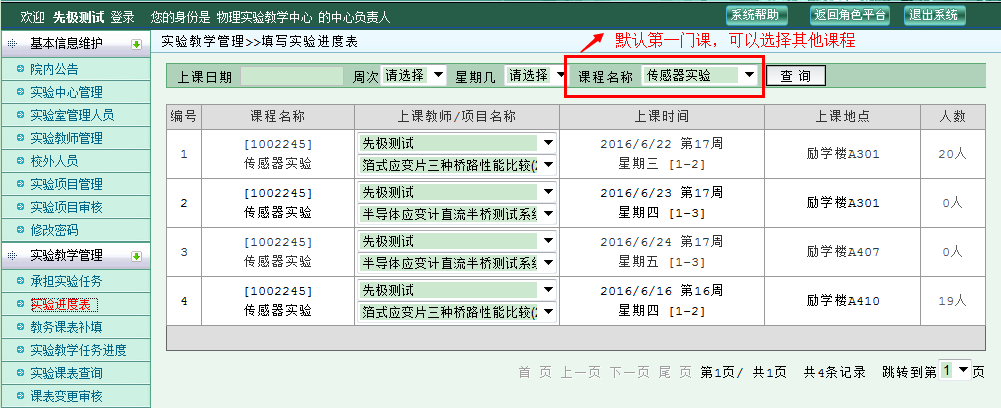 欢迎 先极测试 登录 您的身份是 物理实验教学中心 的中心负责人 系统帮助 返回角色平台 退出系统
基本信息维护
院内公告
实验中心管理
实验室管理人员
实验教师管理
校外人员
实验项目管理
实验项目审核
修改密码
实验教学管理
承担实验任务
实验进度表
教务课表补填
实验教学任务进度
实验课表查询
课表变更审核
实验教学管理>>填写实验进度表
默认第一门课，可以选择其他课程
上课日期 周次 请选择 星期几 请选择 课程名称 传感器实验 查 询
编号 课程名称 上课教师/项目名称 上课时间 上课地点 人数
1 [1002245] 传感器实验 先极测试 箔式应变片三种桥路性能比较(2 2016/6/22 第17周 星期三 [1-2] 励学楼A301 20人
2 [1002245] 传感器实验 先极测试 半导体应变计直流半桥测试系统 2016/6/23 第17周 星期四 [1-3] 励学楼A301 0人
3 [1002245] 传感器实验 先极测试 半导体应变计直流半桥测试系统 2016/6/24 第17周 星期五 [1-3] 励学楼A407 0人
4 [1002245] 传感器实验 先极测试 箔式应变片三种桥路性能比较(2 2016/6/16 第16周 星期四 [1-2] 励学楼A410 19人
首 页 上一页 下一页 尾 页 第1页/ 共1页 共4条记录 跳转到第 1 页